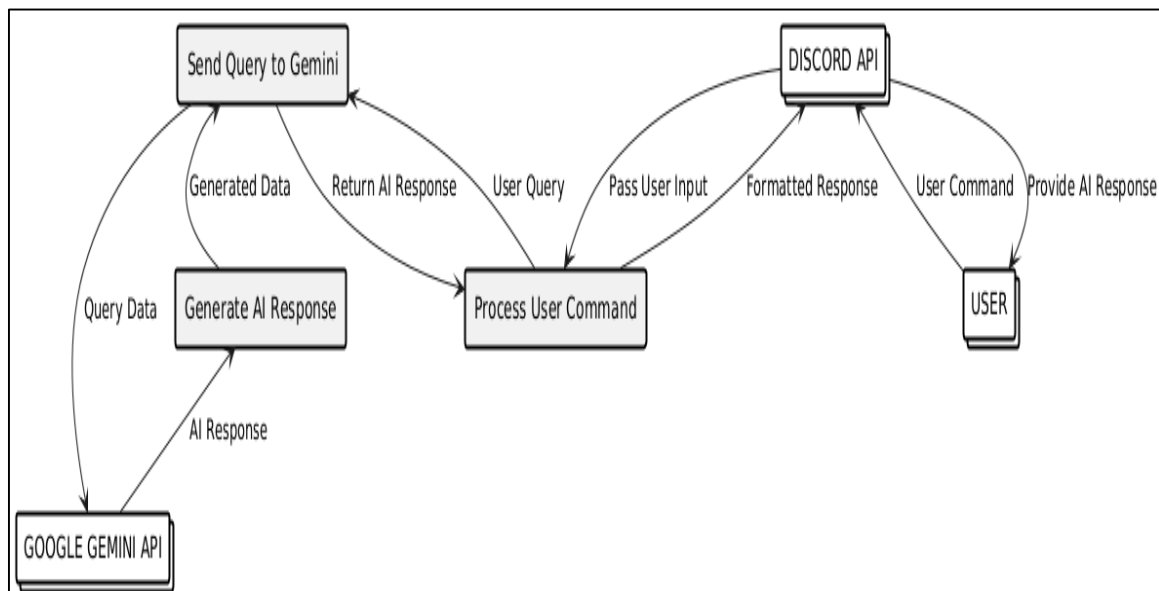 Send Query to Gemini
DISCORD API
Generated Data
Return AI Response
User Query
Pass User Input
Formatted Response
User Command
Provide AI Response
Query Data
Generate AI Response
Process User Command
USER
AI Response
GOOGLE GEMINI API